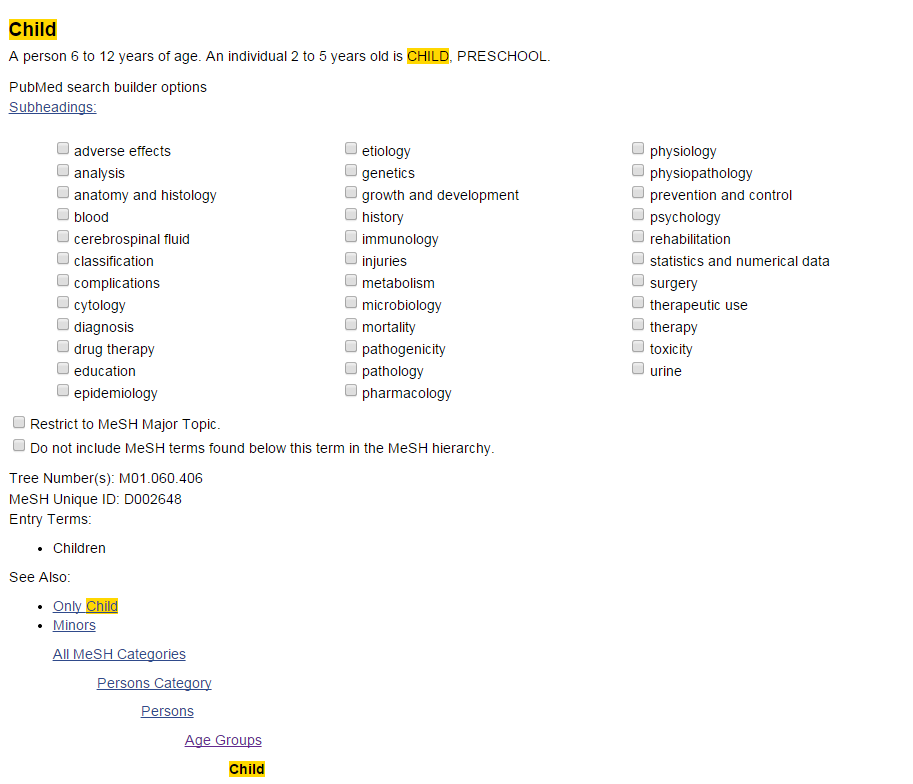 Child
A person 6 to 12 years of age. An individual 2 to 5 years old is CHILD, PRESCHOOL.
PubMed search builder options
Subheadings:
adverse effects
analysis
anatomy and histology
blood
cerebrospinal fluid
classification
complications
cytology
diagnosis
drug therapy
education
epidemiology
etiology
genetics
growth and development
history
immunology
injuries
metabolism
microbiology
mortality
pathogenicity
pathology
pharmacology
physiology
physiopathology
prevention and control
psychology
rehabilitation
statistics and numerical data
surgery
therapeutic use
therapy
toxicity
urine
Restrict to MeSH Major Topic.
Do not include MeSH terms found below this term in the MeSH hierarchy.
Tree Number(s): M01.060.406
MeSH Unique ID: D002648
Entry Terms:
• Children
See Also:
• Only Child
• Minors
All MeSH Categories
Persons Category
Persons
Age Groups
Child